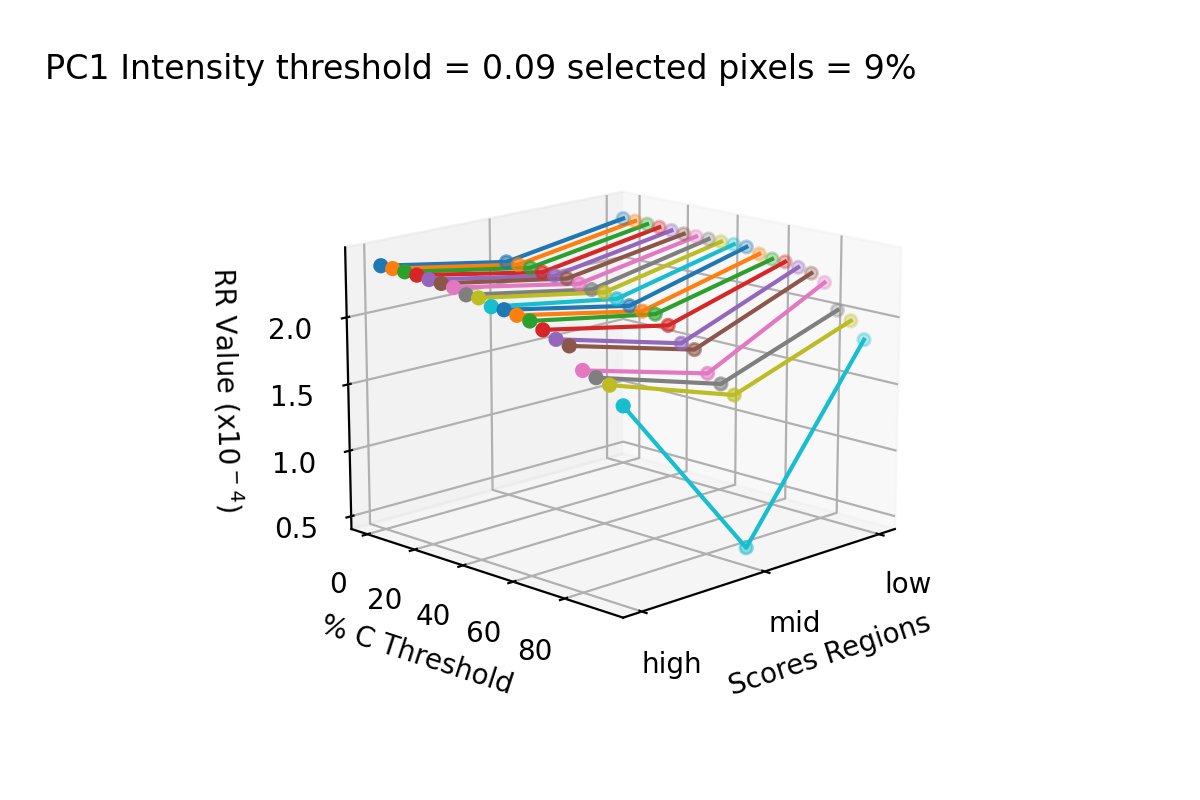 PC1 Intensity threshold = 0.09 selected pixels = 9%
RR Value (x10⁻⁴)
2.0
1.5
1.0
0.5
0
20
40
60
80
% C Threshold
high
mid
low
Scores Regions